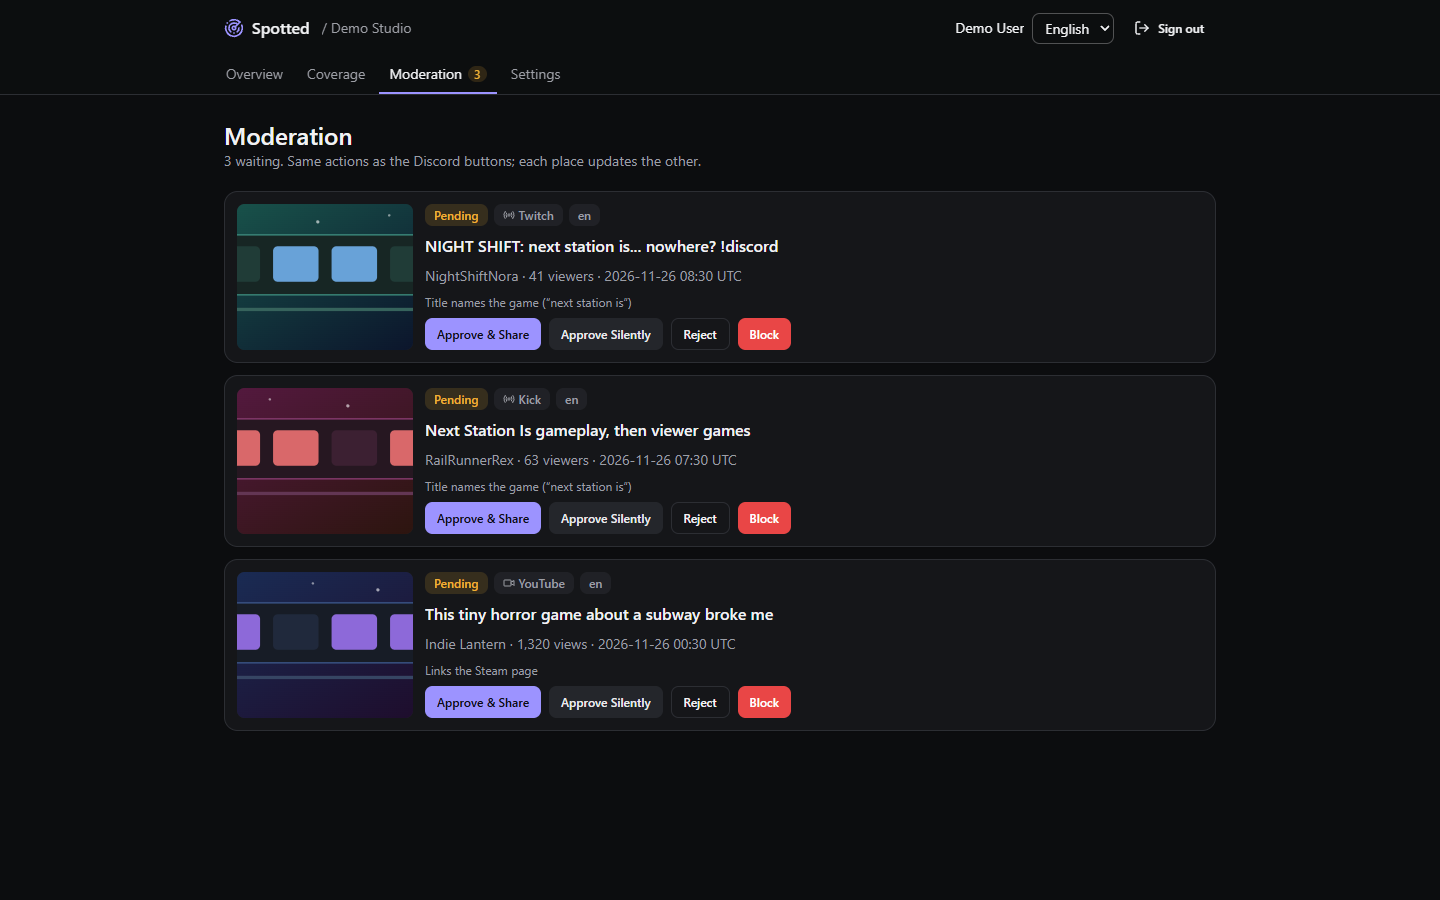 Spotted / Demo Studio
Demo User English Sign out
Overview Coverage Moderation 3 Settings
Moderation
3 waiting. Same actions as the Discord buttons; each place updates the other.
Pending Twitch en
NIGHT SHIFT: next station is... nowhere? !discord
NightShiftNora · 41 viewers · 2026-11-26 08:30 UTC
Title names the game (“next station is”)
Approve & Share Approve Silently Reject Block
Pending Kick en
Next Station Is gameplay, then viewer games
RailRunnerRex · 63 viewers · 2026-11-26 07:30 UTC
Title names the game (“next station is”)
Approve & Share Approve Silently Reject Block
Pending YouTube en
This tiny horror game about a subway broke me
Indie Lantern · 1,320 views · 2026-11-26 00:30 UTC
Links the Steam page
Approve & Share Approve Silently Reject Block